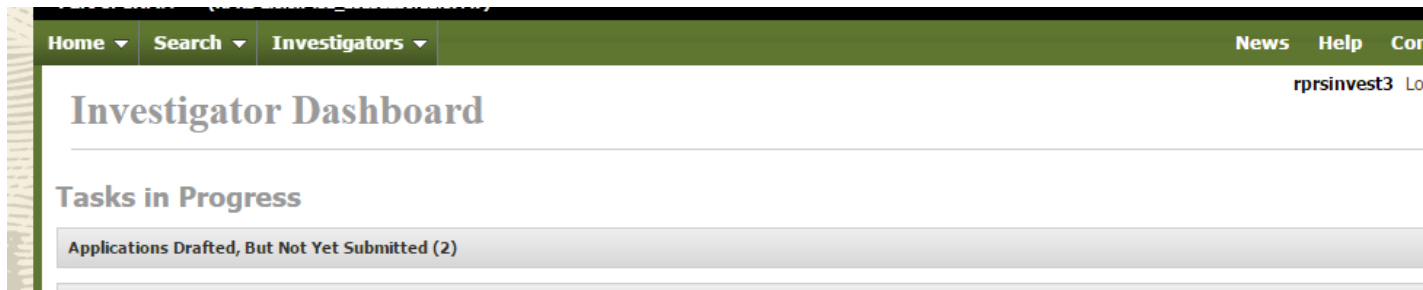 Home Search Investigators News Help
rprsinvest3
Investigator Dashboard
Tasks in Progress
Applications Drafted, But Not Yet Submitted (2)